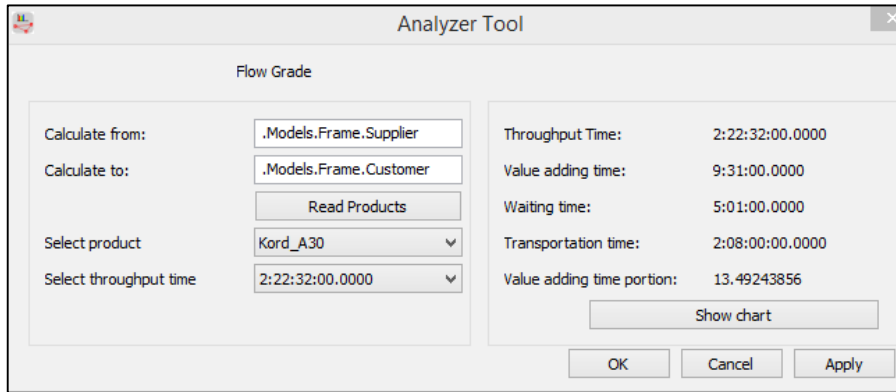 Analyzer Tool
Flow Grade
Calculate from: .Models.Frame.Supplier
Calculate to: .Models.Frame.Customer
Read Products
Select product Kord_A30
Select throughput time 2:22:32:00.0000
Throughput Time: 2:22:32:00.0000
Value adding time: 9:31:00.0000
Waiting time: 5:01:00.0000
Transportation time: 2:08:00:00.0000
Value adding time portion: 13.49243856
Show chart
OK Cancel Apply